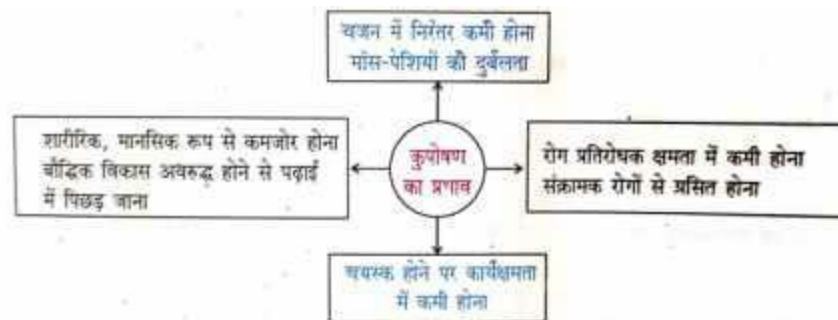 वजन में निरंतर कमी होना
मांस-पेशियों की दुर्बलता
शारीरिक, मानसिक रूप से कमजोर होना
बौद्धिक विकास अवरुद्ध होने से पढ़ाई
में पिछड़ जाना
कुपोषण
का प्रभाव
रोग प्रतिरोधक क्षमता में कमी होना
संक्रामक रोगों से ग्रसित होना
वयस्क होने पर कार्यक्षमता
में कमी होना